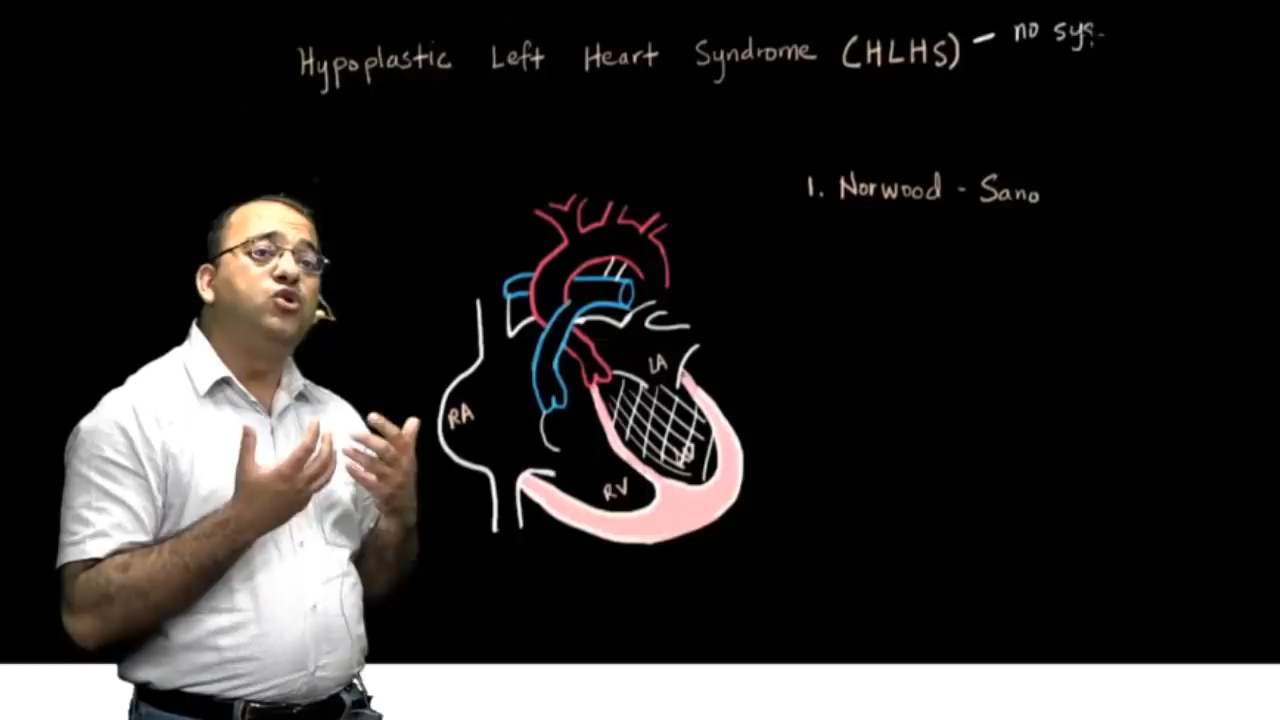 Hypoplastic Left Heart Syndrome (HLHS) - no sys.
1. Norwood - Sano
LA
RA
RV